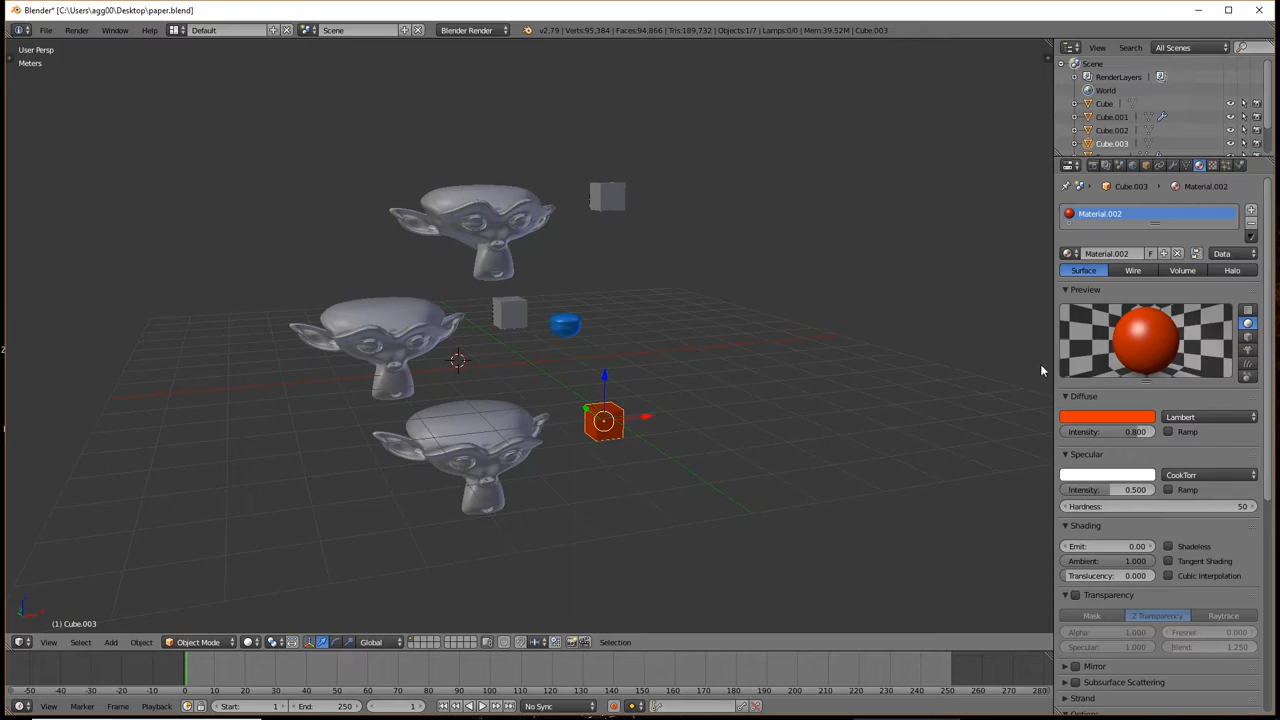 Blender* [C:\Users\agg00\Desktop\paper.blend]
File Render Window Help Default Scene Blender Render v2.79 | Verts:95,384 | Faces:94,866 | Tris:189,732 | Objects:1/7 | Lamps:0/0 | Mem:39.52M | Cube.003
User Persp
Meters
View Search All Scenes
Scene
RenderLayers
World
Cube
Cube.001
Cube.002
Cube.003
Cube.003 Material.002
Material.002
Material.002 F Data
Surface Wire Volume Halo
Preview
Diffuse
Lambert
Intensity: 0.800 Ramp
Specular
CookTorr
Intensity: 0.500 Ramp
Hardness: 50
Shading
Emit: 0.00 Shadeless
Ambient: 1.000 Tangent Shading
Translucency: 0.000 Cubic Interpolation
Transparency
Mask Z Transparency Raytrace
Alpha: 1.000 Fresnel: 0.000
Specular: 1.000 Blend: 1.250
Mirror
Subsurface Scattering
Strand
(1) Cube.003
View Select Add Object Object Mode Global Selection
-50 -40 -30 -20 -10 0 10 20 30 40 50 60 70 80 90 100 110 120 130 140 150 160 170 180 190 200 210 220 230 240 250 260 270 280
View Marker Frame Playback Start: 1 End: 250 1 No Sync